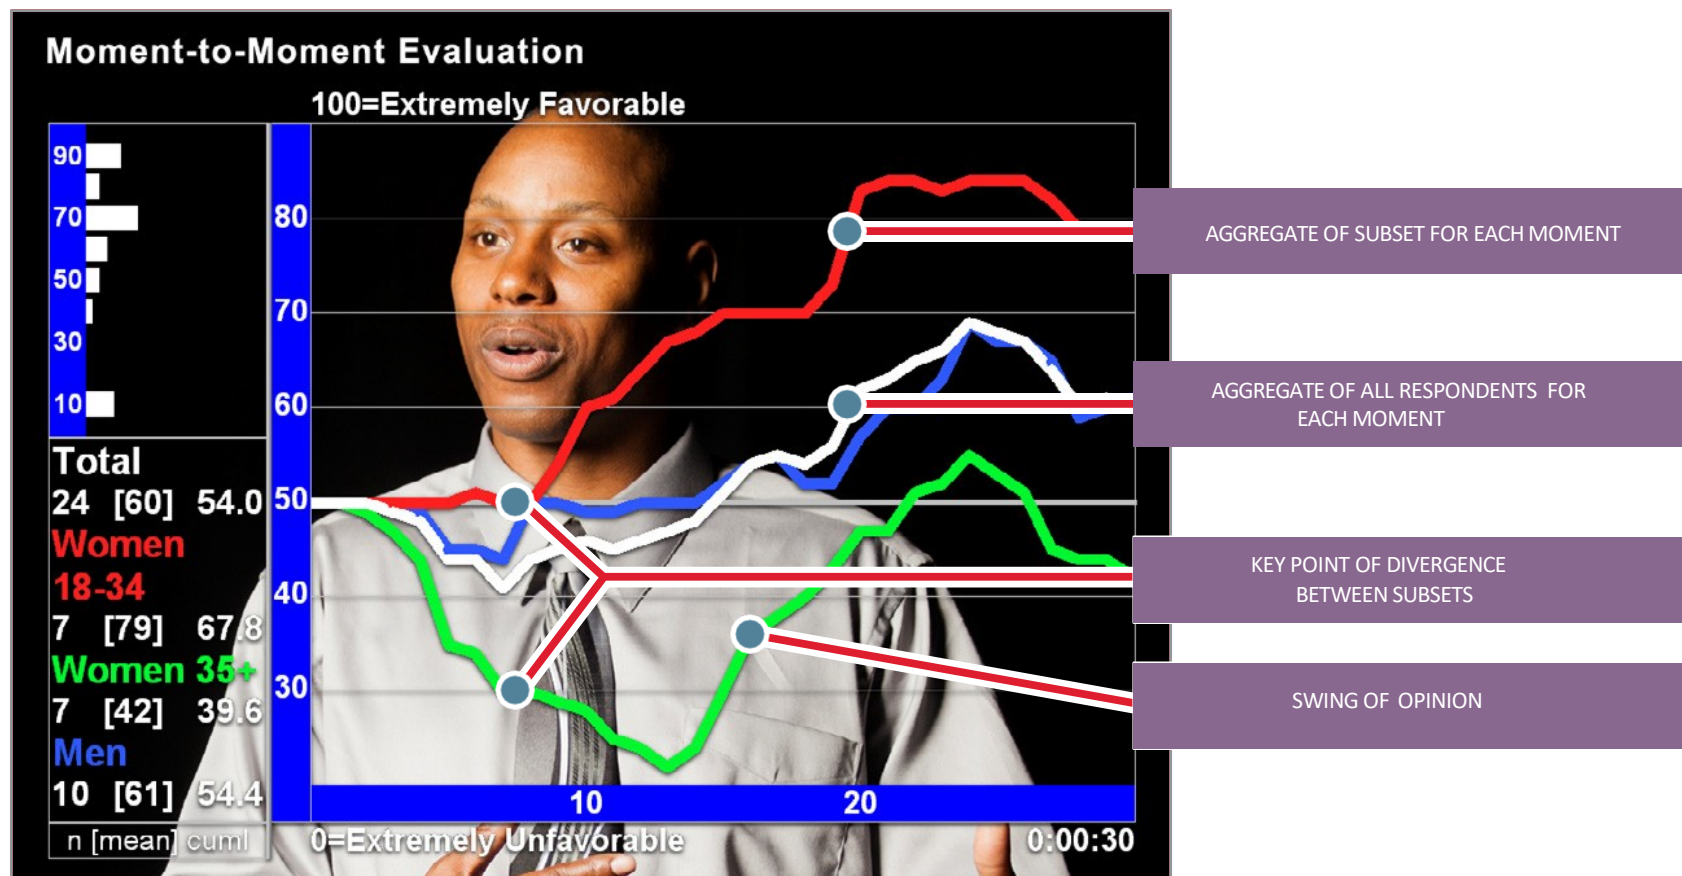 Moment-to-Moment Evaluation
100=Extremely Favorable
90
70
50
30
10
Total
24 [60] 54.0
Women
18-34
7 [79] 67.8
Women 35+
7 [42] 39.6
Men
10 [61] 54.4
n [mean] cuml
80
70
60
50
40
30
10 20
0=Extremely Unfavorable 0:00:30
AGGREGATE OF SUBSET FOR EACH MOMENT
AGGREGATE OF ALL RESPONDENTS FOR
EACH MOMENT
KEY POINT OF DIVERGENCE
BETWEEN SUBSETS
SWING OF OPINION